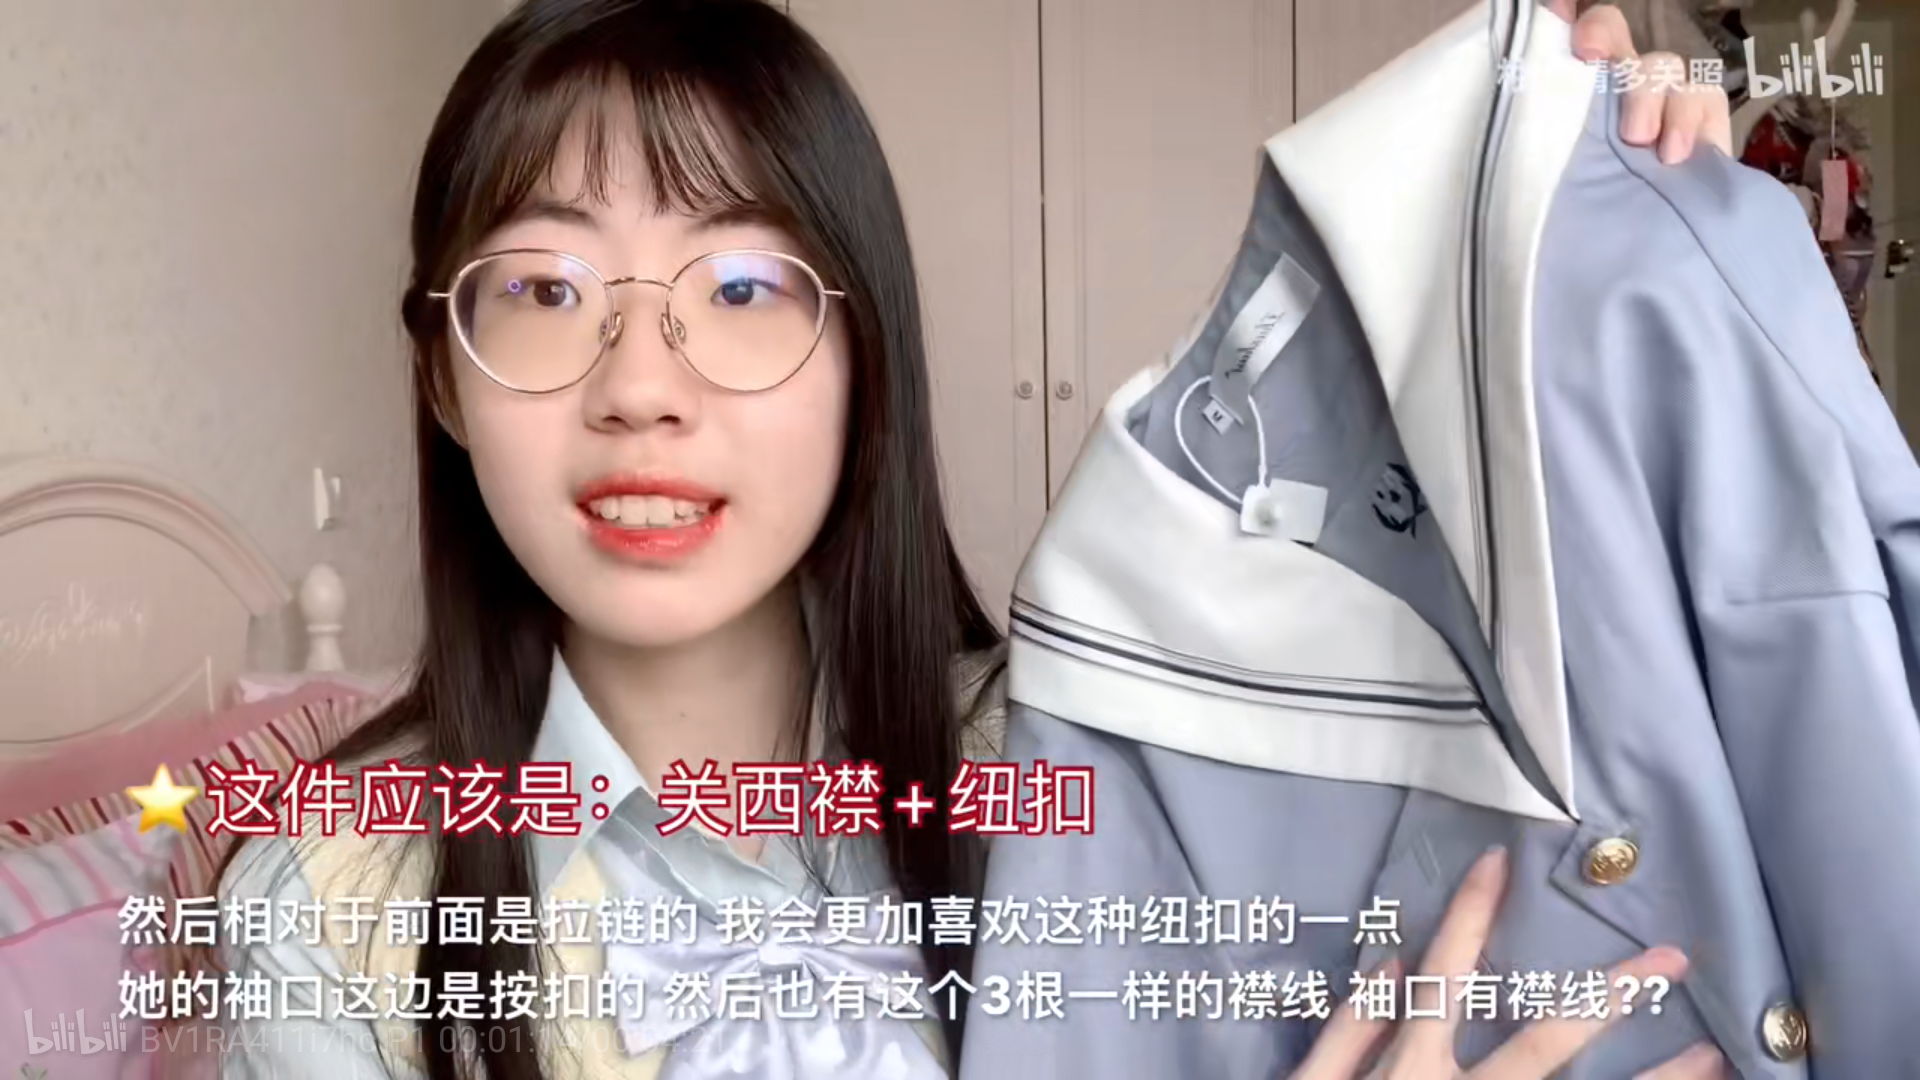 请多关照 bilibili
M
⭐这件应该是：关西襟+纽扣
然后相对于前面是拉链的 我会更加喜欢这种纽扣的一点
她的袖口这边是按扣的 然后也有这个3根一样的襟线 袖口有襟线??
bilibili